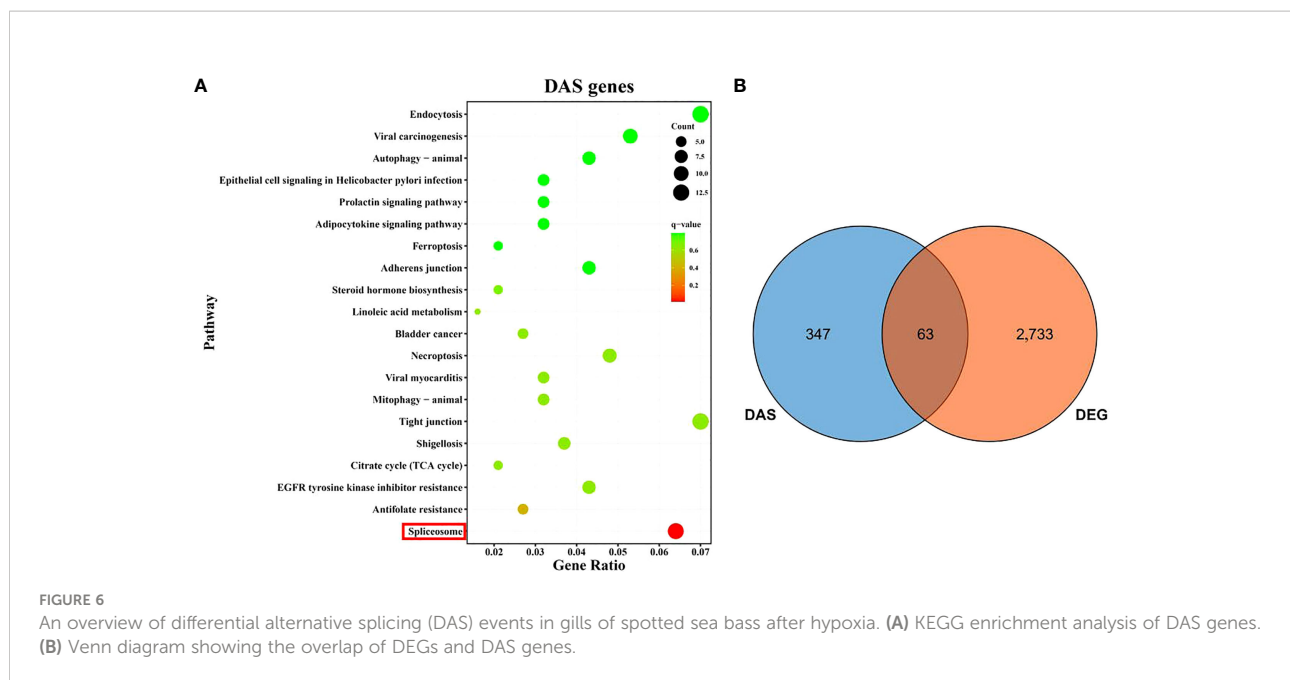 A
DAS genes
Pathway
Endocytosis
Viral carcinogenesis
Autophagy − animal
Epithelial cell signaling in Helicobacter pylori infection
Prolactin signaling pathway
Adipocytokine signaling pathway
Ferroptosis
Adherens junction
Steroid hormone biosynthesis
Linoleic acid metabolism
Bladder cancer
Necroptosis
Viral myocarditis
Mitophagy − animal
Tight junction
Shigellosis
Citrate cycle (TCA cycle)
EGFR tyrosine kinase inhibitor resistance
Antifolate resistance
Spliceosome
0.02 0.03 0.04 0.05 0.06 0.07
Gene Ratio
Count
5.0
7.5
10.0
12.5
q−value
0.6
0.4
0.2
B
347
63
2,733
DAS
DEG
FIGURE 6
An overview of differential alternative splicing (DAS) events in gills of spotted sea bass after hypoxia. (A) KEGG enrichment analysis of DAS genes.
(B) Venn diagram showing the overlap of DEGs and DAS genes.